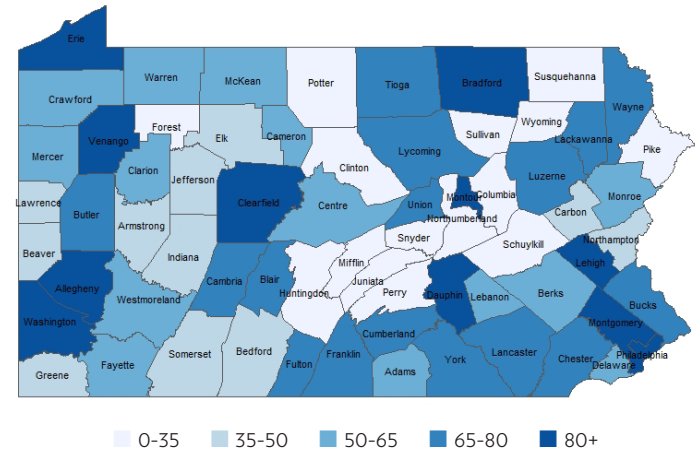 Erie
Warren
McKean
Potter
Tioga
Bradford
Susquehanna
Crawford
Wayne
Forest
Elk
Cameron
Venango
Lycoming
Sullivan
Wyoming
Lackawanna
Pike
Mercer
Clarion
Jefferson
Clinton
Luzerne
Monroe
Lawrence
Butler
Clearfield
Centre
Union
Montour
Columbia
Northumberland
Carbon
Armstrong
Snyder
Schuylkill
Northampton
Beaver
Indiana
Mifflin
Lehigh
Allegheny
Cambria
Blair
Huntingdon
Juniata
Perry
Dauphin
Lebanon
Berks
Bucks
Westmoreland
Washington
Cumberland
Montgomery
Somerset
Bedford
Fulton
Franklin
York
Lancaster
Chester
Philadelphia
Delaware
Greene
Fayette
Adams
0-35 35-50 50-65 65-80 80+